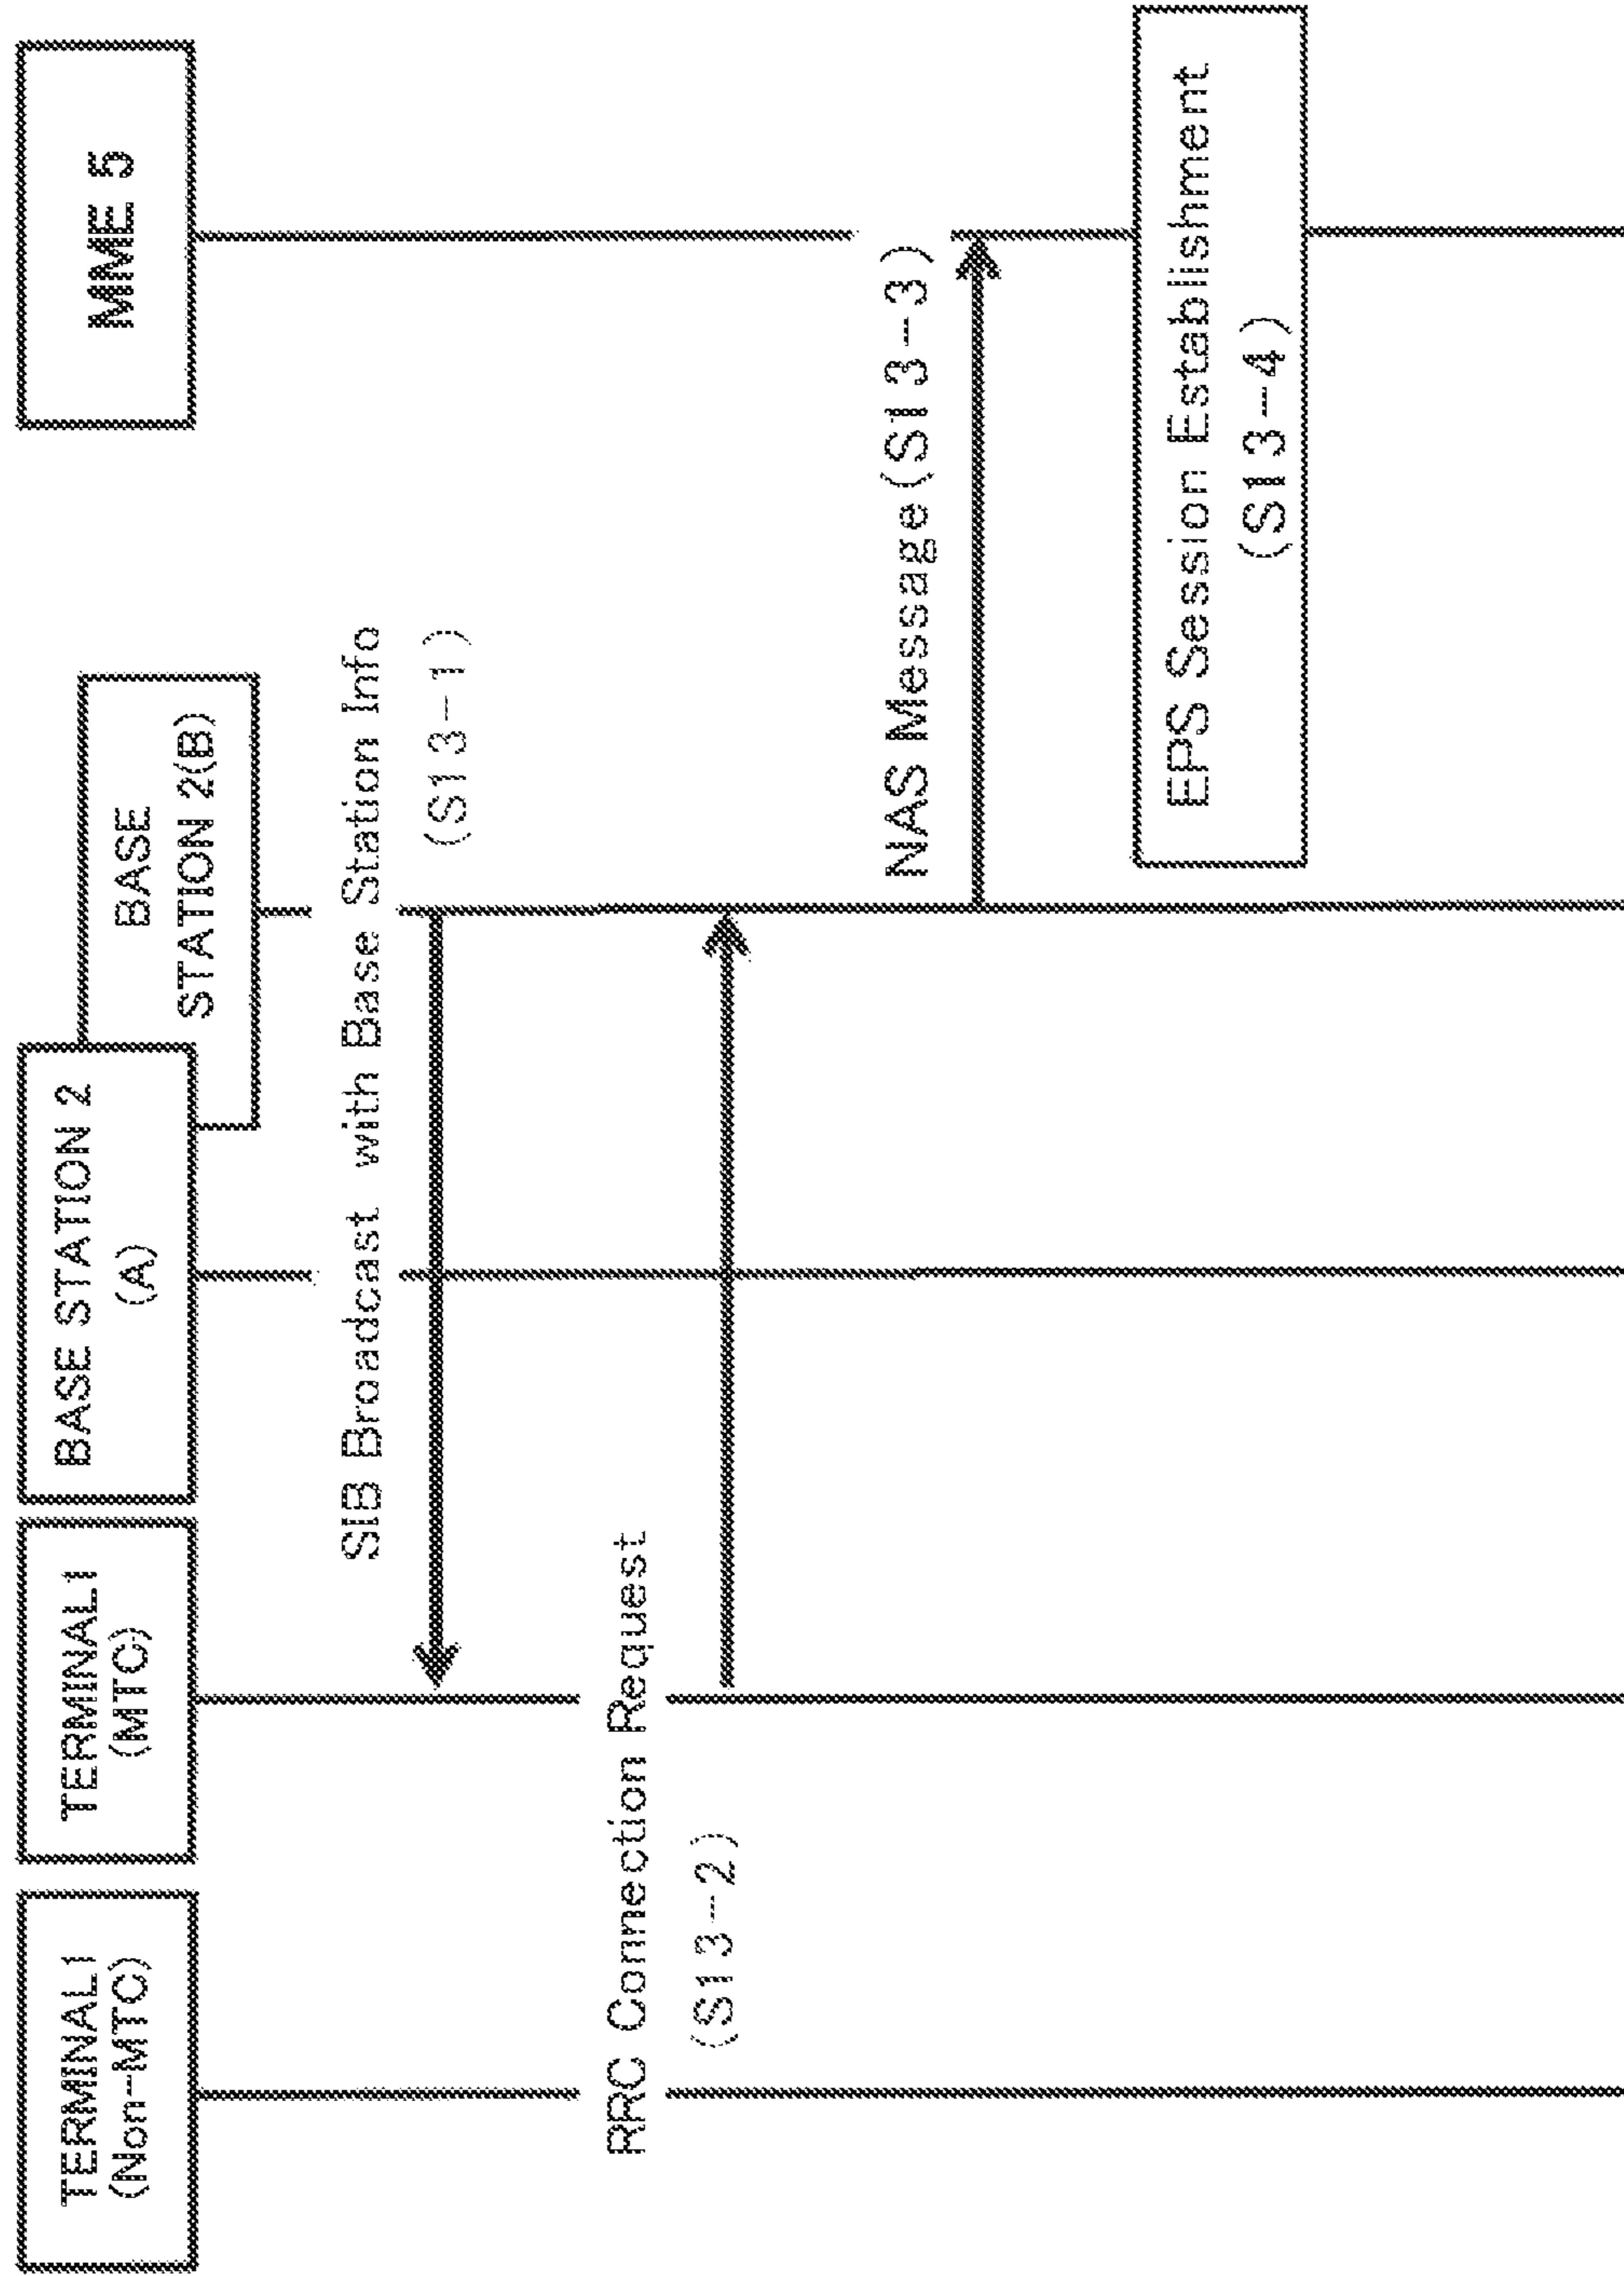 TERMINAL1
(Non-MTC)
TERMINAL1
(MTC)
BASE STATION 2
(A)
BASE
STATION 2(B)
MME 5
SIB Broadcast with Base Station Info
(S13-1)
RRC Connection Request
(S13-2)
NAS Message(S13-3)
EPS Session Establishment
(S13-4)